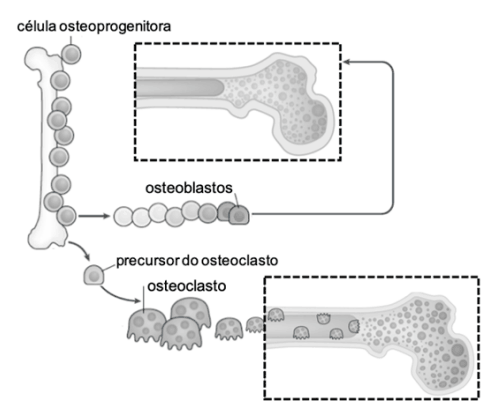 célula osteoprogenitora
osteoblastos
precursor do osteoclasto
osteoclasto